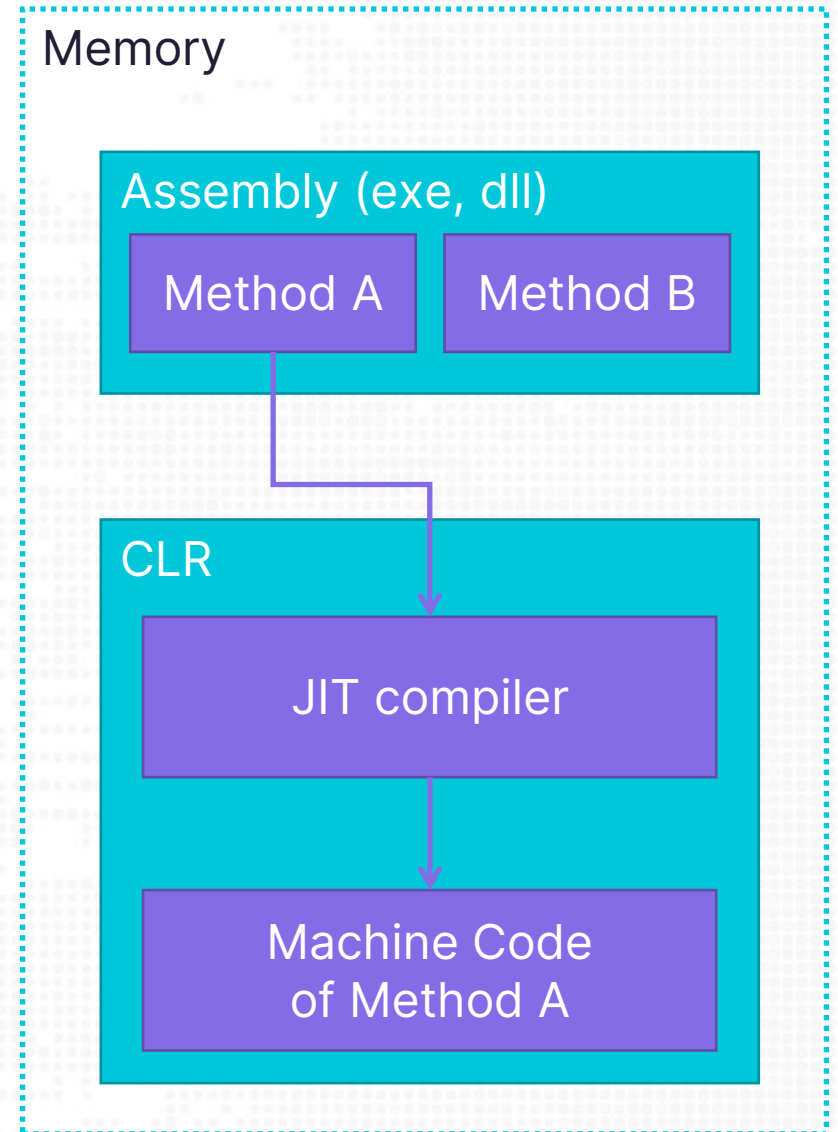 Memory
Assembly (exe, dll)
Method A
Method B
CLR
JIT compiler
Machine Code
of Method A